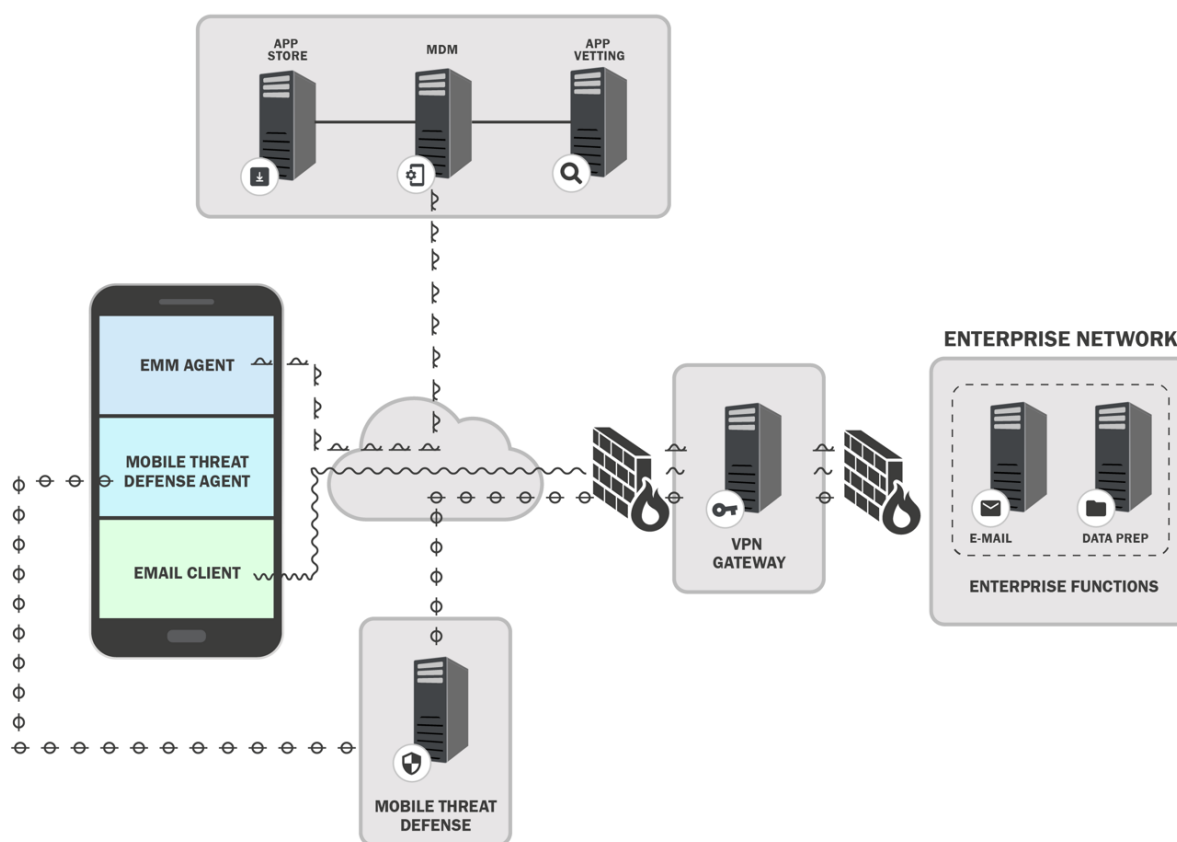 APP
STORE
MDM
APP
VETTING
EMM AGENT
MOBILE THREAT
DEFENSE AGENT
EMAIL CLIENT
VPN
GATEWAY
ENTERPRISE NETWORK
E-MAIL
DATA PREP
ENTERPRISE FUNCTIONS
MOBILE THREAT
DEFENSE